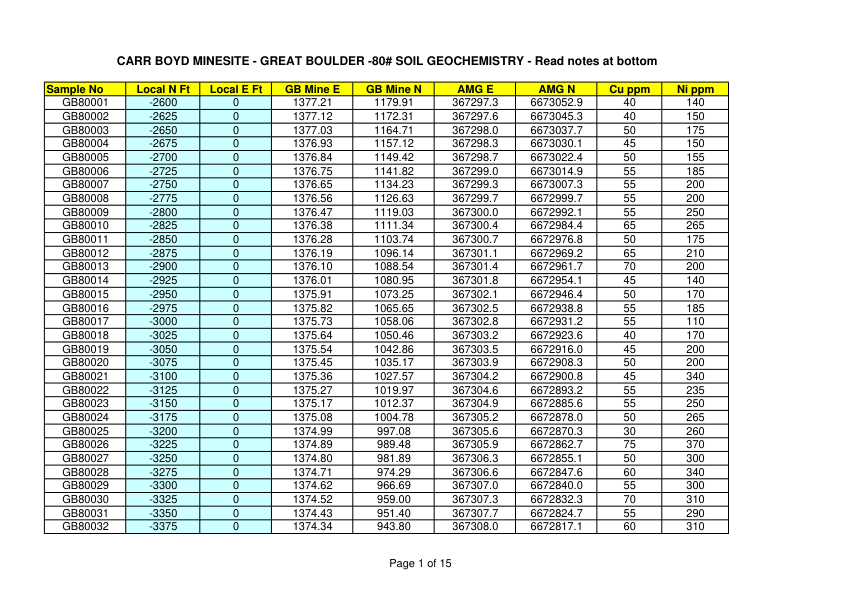 CARR BOYD MINESITE - GREAT BOULDER -80# SOIL GEOCHEMISTRY - Read notes at bottom
Sample No Local N Ft Local E Ft GB Mine E GB Mine N AMG E AMG N Cu ppm Ni ppm
GB80001 -2600 0 1377.21 1179.91 367297.3 6673052.9 40 140
GB80002 -2625 0 1377.12 1172.31 367297.6 6673045.3 40 150
GB80003 -2650 0 1377.03 1164.71 367298.0 6673037.7 50 175
GB80004 -2675 0 1376.93 1157.12 367298.3 6673030.1 45 150
GB80005 -2700 0 1376.84 1149.42 367298.7 6673022.4 50 155
GB80006 -2725 0 1376.75 1141.82 367299.0 6673014.9 55 185
GB80007 -2750 0 1376.65 1134.23 367299.3 6673007.3 55 200
GB80008 -2775 0 1376.56 1126.63 367299.7 6672999.7 55 200
GB80009 -2800 0 1376.47 1119.03 367300.0 6672992.1 55 250
GB80010 -2825 0 1376.38 1111.34 367300.4 6672984.4 65 265
GB80011 -2850 0 1376.28 1103.74 367300.7 6672976.8 50 175
GB80012 -2875 0 1376.19 1096.14 367301.1 6672969.2 65 210
GB80013 -2900 0 1376.10 1088.54 367301.4 6672961.7 70 200
GB80014 -2925 0 1376.01 1080.95 367301.8 6672954.1 45 140
GB80015 -2950 0 1375.91 1073.25 367302.1 6672946.4 50 170
GB80016 -2975 0 1375.82 1065.65 367302.5 6672938.8 55 185
GB80017 -3000 0 1375.73 1058.06 367302.8 6672931.2 55 110
GB80018 -3025 0 1375.64 1050.46 367303.2 6672923.6 40 170
GB80019 -3050 0 1375.54 1042.86 367303.5 6672916.0 45 200
GB80020 -3075 0 1375.45 1035.17 367303.9 6672908.3 50 200
GB80021 -3100 0 1375.36 1027.57 367304.2 6672900.8 45 340
GB80022 -3125 0 1375.27 1019.97 367304.6 6672893.2 55 235
GB80023 -3150 0 1375.17 1012.37 367304.9 6672885.6 55 250
GB80024 -3175 0 1375.08 1004.78 367305.2 6672878.0 50 265
GB80025 -3200 0 1374.99 997.08 367305.6 6672870.3 30 260
GB80026 -3225 0 1374.89 989.48 367305.9 6672862.7 75 370
GB80027 -3250 0 1374.80 981.89 367306.3 6672855.1 50 300
GB80028 -3275 0 1374.71 974.29 367306.6 6672847.6 60 340
GB80029 -3300 0 1374.62 966.69 367307.0 6672840.0 55 300
GB80030 -3325 0 1374.52 959.00 367307.3 6672832.3 70 310
GB80031 -3350 0 1374.43 951.40 367307.7 6672824.7 55 290
GB80032 -3375 0 1374.34 943.80 367308.0 6672817.1 60 310
Page 1 of 15